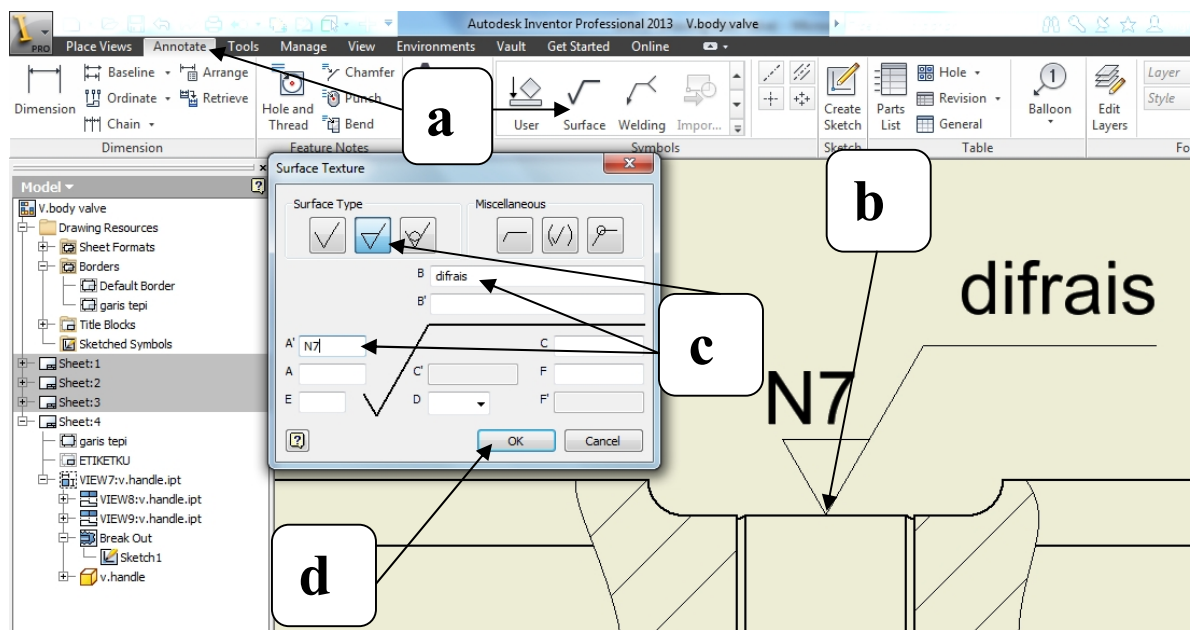 Autodesk Inventor Professional 2013 V.body valve
PRO
Place Views Annotate Tools Manage View Environments Vault Get Started Online
Dimension
Baseline
Ordinate
Chain
Arrange
Retrieve
Hole and
Thread
Chamfer
Punch
Bend
User
Surface
Welding
Impor...
Create
Sketch
Parts
List
Hole
Revision
General
Balloon
1
Edit
Layers
Layer
Style
Dimension Feature Notes Symbols Sketch Table Fo
a
Model
V.body valve
Drawing Resources
Sheet Formats
Borders
Default Border
garis tepi
Title Blocks
Sketched Symbols
Sheet:1
Sheet:2
Sheet:3
Sheet:4
garis tepi
ETIKETKU
VIEW7:v.handle.ipt
VIEW8:v.handle.ipt
VIEW9:v.handle.ipt
Break Out
Sketch1
v.handle
Surface Texture
Surface Type
Miscellaneous
B difrais
B'
A' N7
C
A
C'
F
E
D
F'
OK
Cancel
b
c
d
difrais
N7